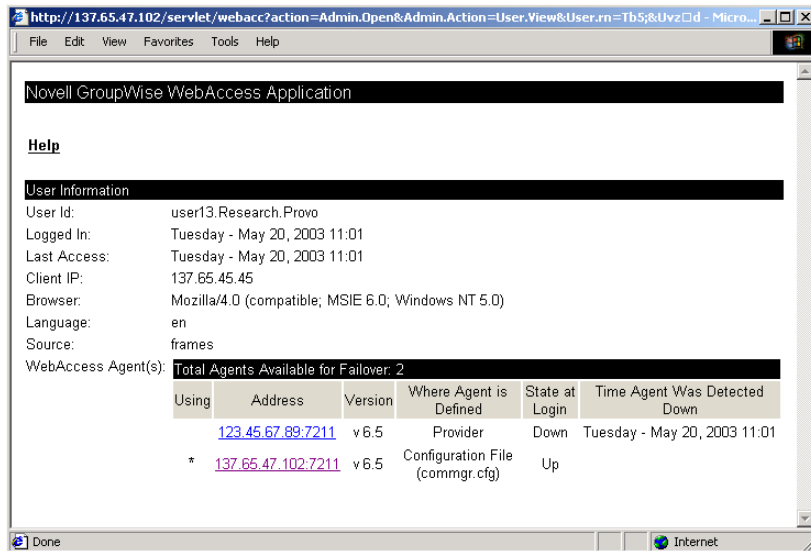 http://137.65.47.102/servlet/webacc?action=Admin.Open&Admin.Action=User.View&User.rn=Tb5;&Uvz□d - Micro...
File Edit View Favorites Tools Help
Novell GroupWise WebAccess Application
Help
User Information
User Id: user13.Research.Provo
Logged In: Tuesday - May 20, 2003 11:01
Last Access: Tuesday - May 20, 2003 11:01
Client IP: 137.65.45.45
Browser: Mozilla/4.0 (compatible; MSIE 6.0; Windows NT 5.0)
Language: en
Source: frames
WebAccess Agent(s): Total Agents Available for Failover: 2
Using Address Version Where Agent is Defined State at Login Time Agent Was Detected Down
123.45.67.89:7211 v 6.5 Provider Down Tuesday - May 20, 2003 11:01
* 137.65.47.102:7211 v 6.5 Configuration File (commgr.cfg) Up
Done Internet